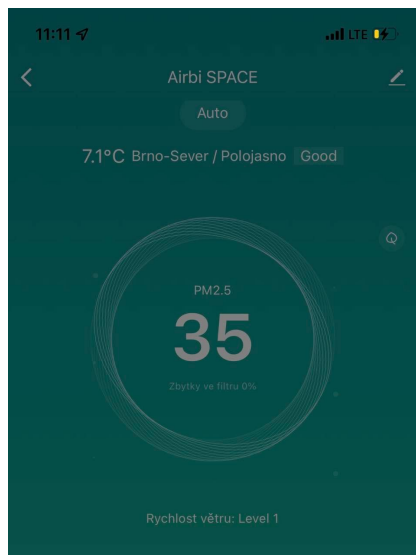 11:11 LTE
Airbi SPACE
Auto
7.1°C Brno-Sever / Polojasno Good
PM2.5
35
Zbytky ve filtru 0%
Rychlost větru: Level 1